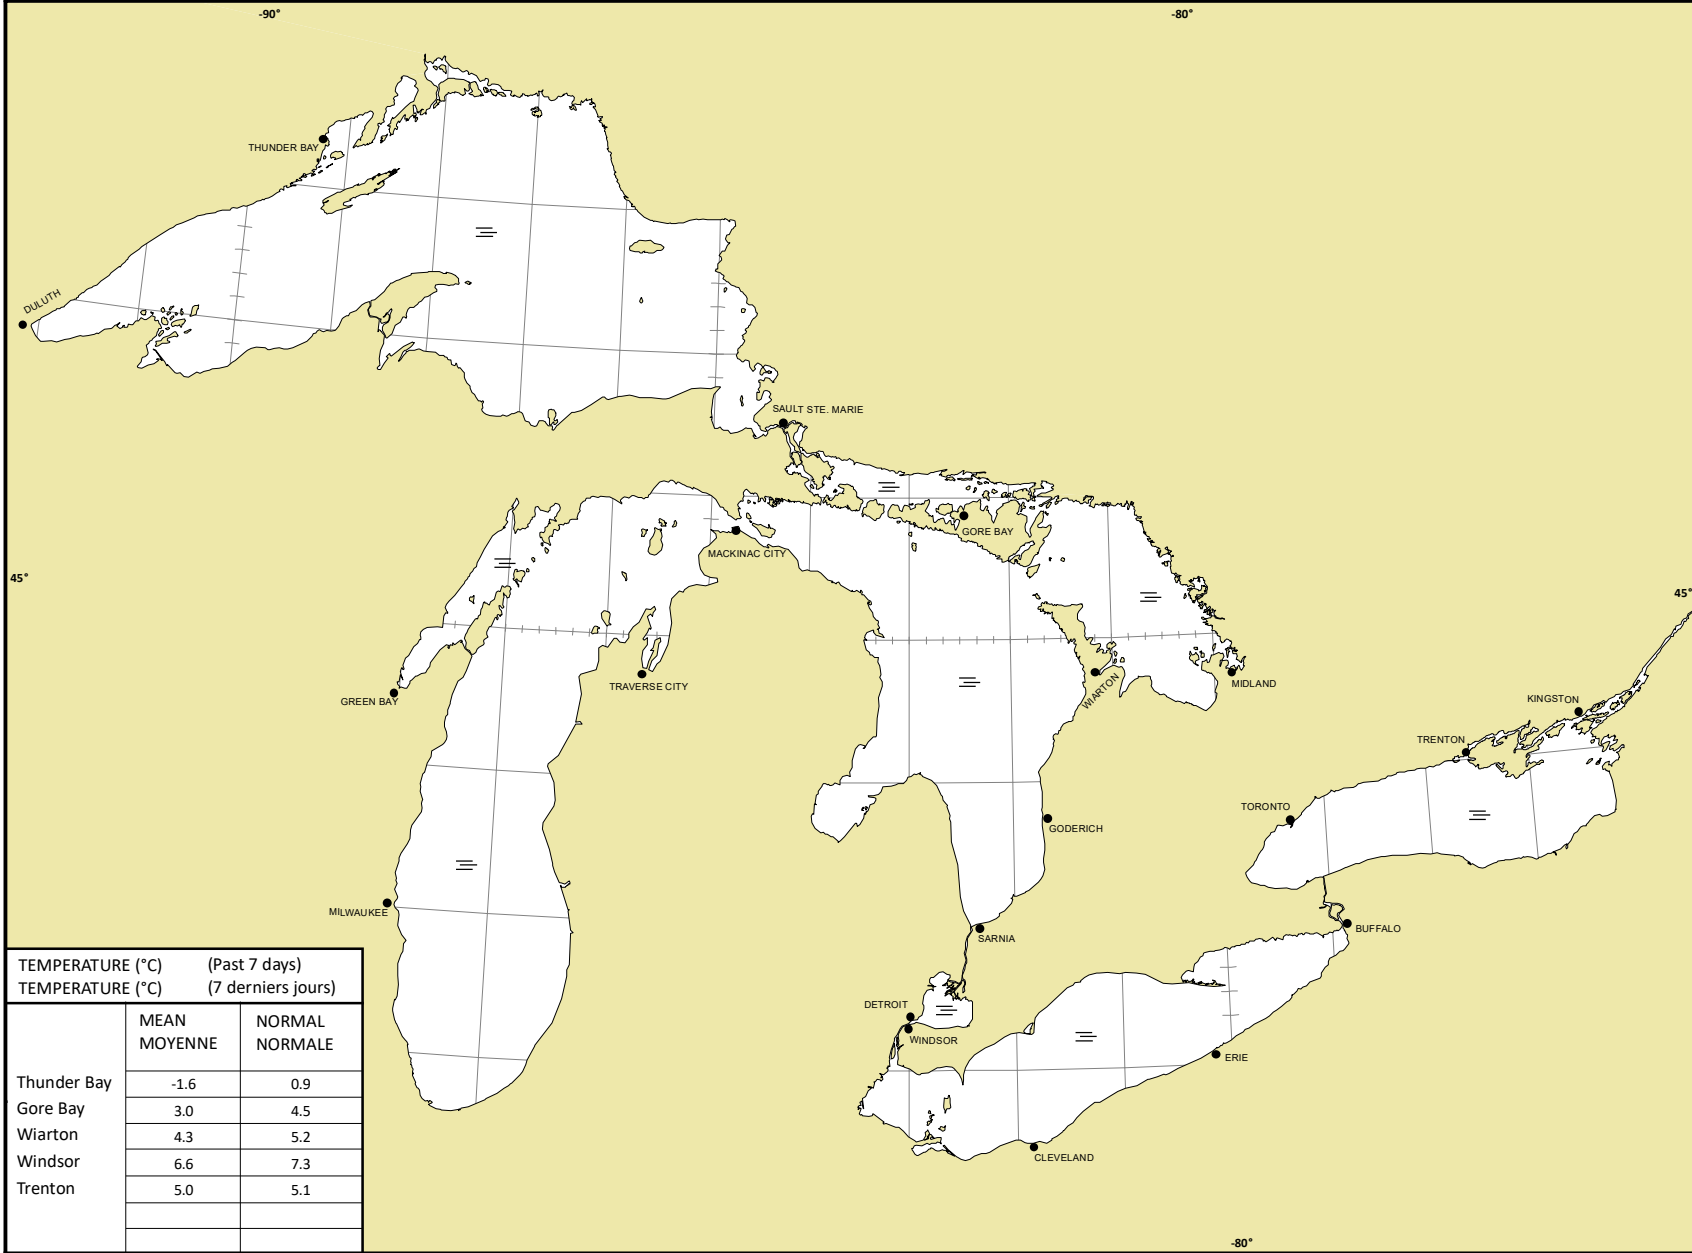 -90°
-80°
THUNDER BAY
DULUTH
SAULT STE. MARIE
GORE BAY
MACKINAC CITY
45°
45°
GREEN BAY
TRAVERSE CITY
WIARTON
MIDLAND
KINGSTON
TRENTON
TORONTO
GODERICH
MILWAUKEE
BUFFALO
SARNIA
DETROIT
WINDSOR
ERIE
CLEVELAND
-80°
TEMPERATURE (°C) (Past 7 days)
TEMPERATURE (°C) (7 derniers jours)
MEAN NORMAL
MOYENNE NORMALE
Thunder Bay -1.6 0.9
Gore Bay 3.0 4.5
Wiarton 4.3 5.2
Windsor 6.6 7.3
Trenton 5.0 5.1